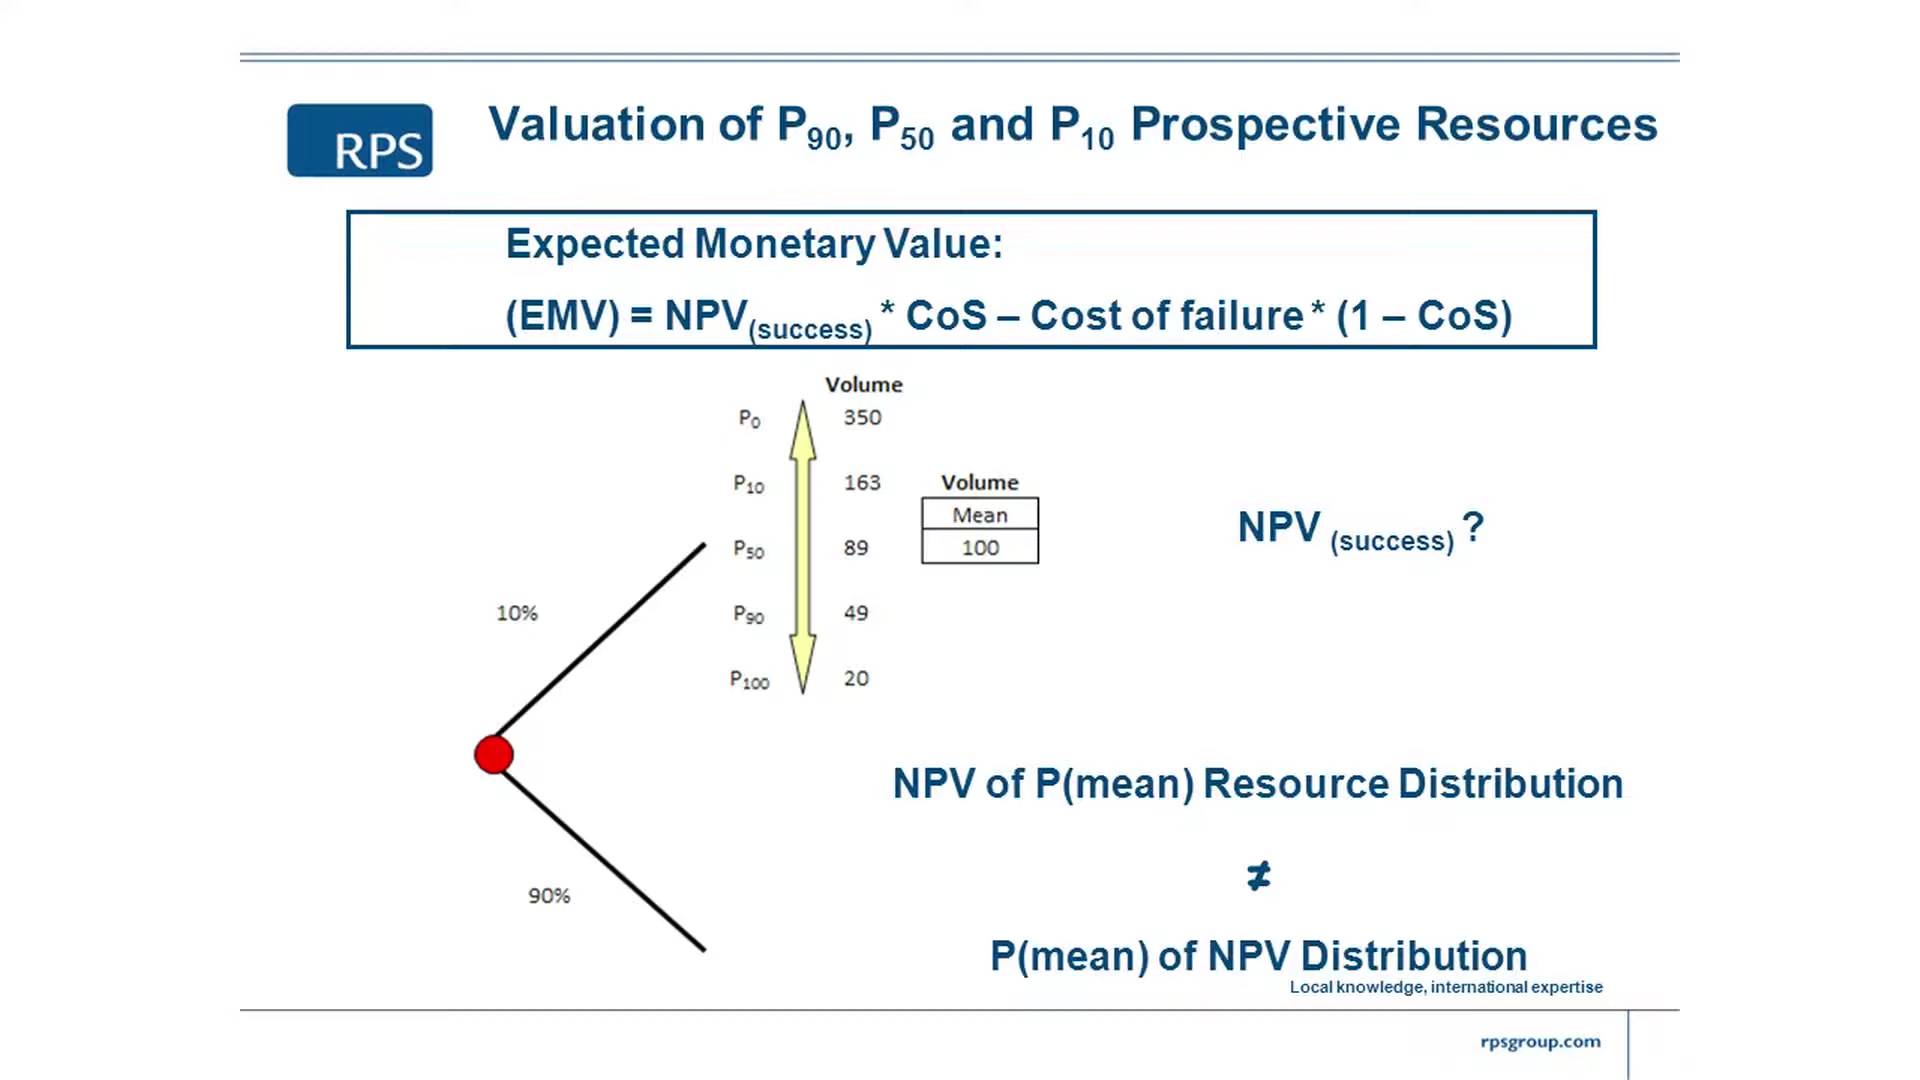 RPS
Valuation of P90, P50 and P10 Prospective Resources
Expected Monetary Value:
(EMV) = NPV(success) * CoS – Cost of failure * (1 – CoS)
Volume
P0 350
P10 163
P50 89
P90 49
P100 20
Volume
Mean
100
NPV (success) ?
10%
90%
NPV of P(mean) Resource Distribution
≠
P(mean) of NPV Distribution
Local knowledge, international expertise
rpsgroup.com